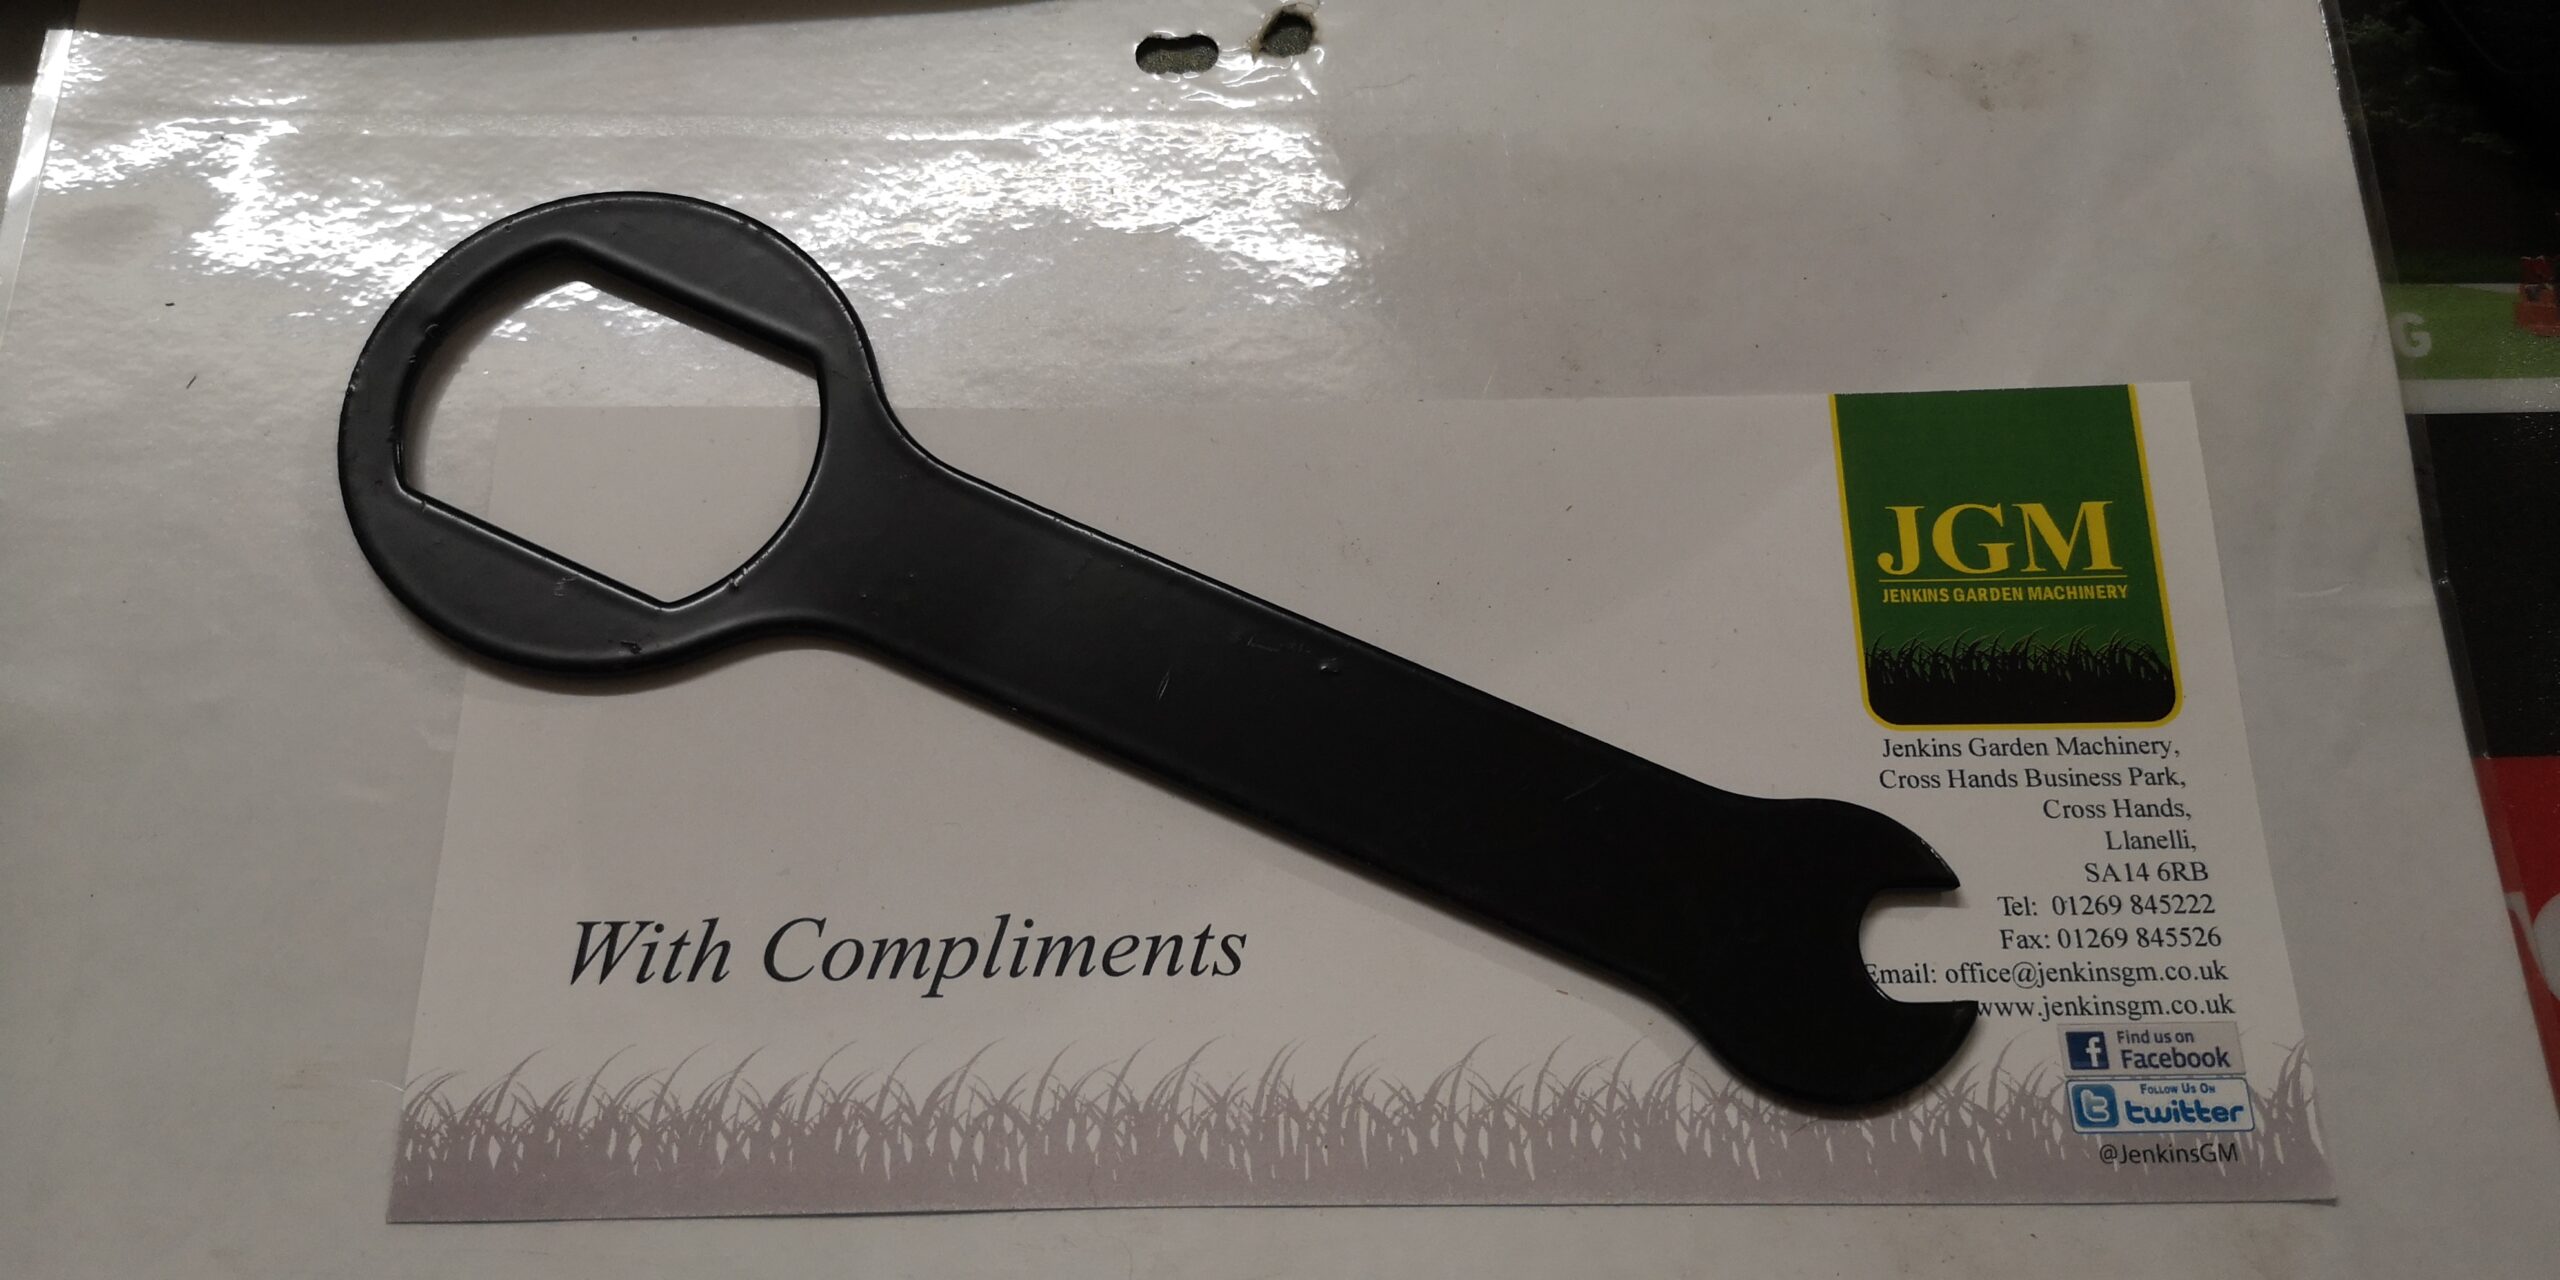 G
JGM
JENKINS GARDEN MACHINERY
Jenkins Garden Machinery,
Cross Hands Business Park,
Cross Hands,
Llanelli,
SA14 6RB
Tel: 01269 845222
Fax: 01269 845526
Email: office@jenkinsgm.co.uk
www.jenkinsgm.co.uk
f Find us on
Facebook
Follow Us On
t twitter
@JenkinsGM
With Compliments